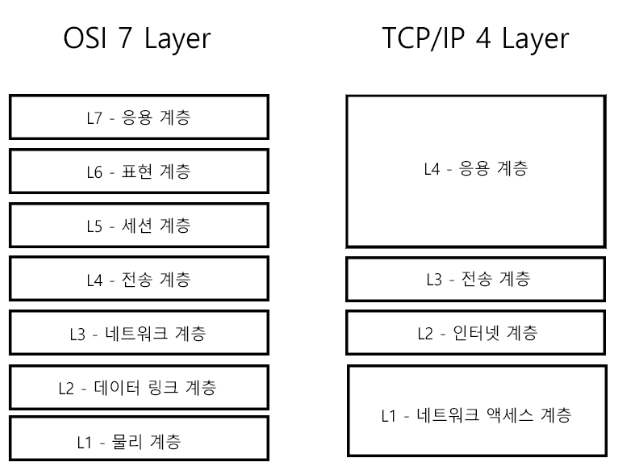 OSI 7 Layer
TCP/IP 4 Layer
L7 - 응용 계층
L6 - 표현 계층
L5 - 세션 계층
L4 - 전송 계층
L3 - 네트워크 계층
L2 - 데이터 링크 계층
L1 - 물리 계층
L4 - 응용 계층
L3 - 전송 계층
L2 - 인터넷 계층
L1 - 네트워크 액세스 계층